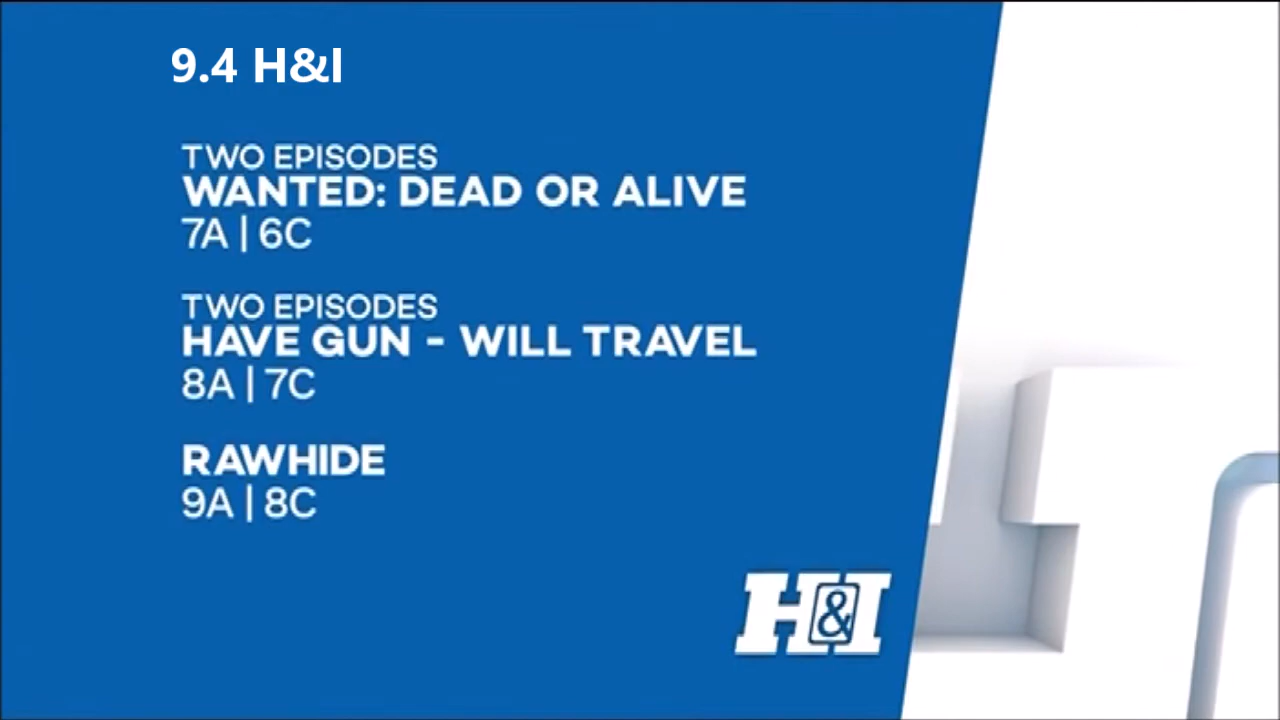 9.4 H&I
TWO EPISODES
WANTED: DEAD OR ALIVE
7A | 6C
TWO EPISODES
HAVE GUN - WILL TRAVEL
8A | 7C
RAWHIDE
9A | 8C
H&I